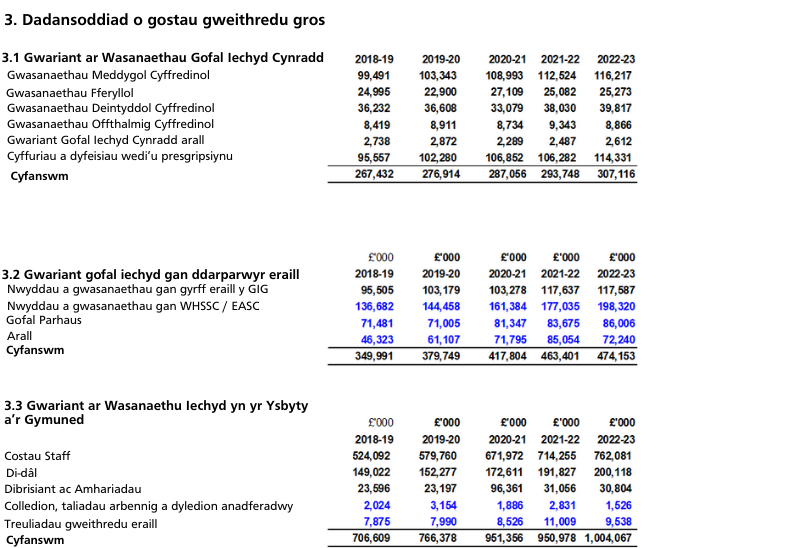 3. Dadansoddiad o gostau gweithredu gros
3.1 Gwariant ar Wasanaethau Gofal Iechyd Cynradd 2018-19 2019-20 2020-21 2021-22 2022-23
Gwasanaethau Meddygol Cyffredinol 99,491 103,343 108,993 112,524 116,217
Gwasanaethau Fferyllol 24,995 22,900 27,109 25,082 25,273
Gwasanaethau Deintyddol Cyffredinol 36,232 36,608 33,079 38,030 39,817
Gwasanaethau Offthalmig Cyffredinol 8,419 8,911 8,734 9,343 8,866
Gwariant Gofal Iechyd Cynradd arall 2,738 2,872 2,289 2,487 2,612
Cyffuriau a dyfeisiau wedi’u presgripsiynu 95,557 102,280 106,852 106,282 114,331
Cyfanswm 267,432 276,914 287,056 293,748 307,116
£'000 £'000 £'000 £'000 £'000
3.2 Gwariant gofal iechyd gan ddarparwyr eraill 2018-19 2019-20 2020-21 2021-22 2022-23
Nwyddau a gwasanaethau gan gyrff eraill y GIG 95,505 103,179 103,278 117,637 117,587
Nwyddau a gwasanaethau gan WHSSC / EASC 136,682 144,458 161,384 177,035 198,320
Gofal Parhaus 71,481 71,005 81,347 83,675 86,006
Arall 46,323 61,107 71,795 85,054 72,240
Cyfanswm 349,991 379,749 417,804 463,401 474,153
3.3 Gwariant ar Wasanaethu Iechyd yn yr Ysbyty
a’r Gymuned £'000 £'000 £'000 £'000 £'000
2018-19 2019-20 2020-21 2021-22 2022-23
Costau Staff 524,092 579,760 671,972 714,255 762,081
Di-dâl 149,022 152,277 172,611 191,827 200,118
Dibrisiant ac Amhariadau 23,596 23,197 96,361 31,056 30,804
Colledion, taliadau arbennig a dyledion anadferadwy 2,024 3,154 1,886 2,831 1,526
Treuliadau gweithredu eraill 7,875 7,990 8,526 11,009 9,538
Cyfanswm 706,609 766,378 951,356 950,978 1,004,067